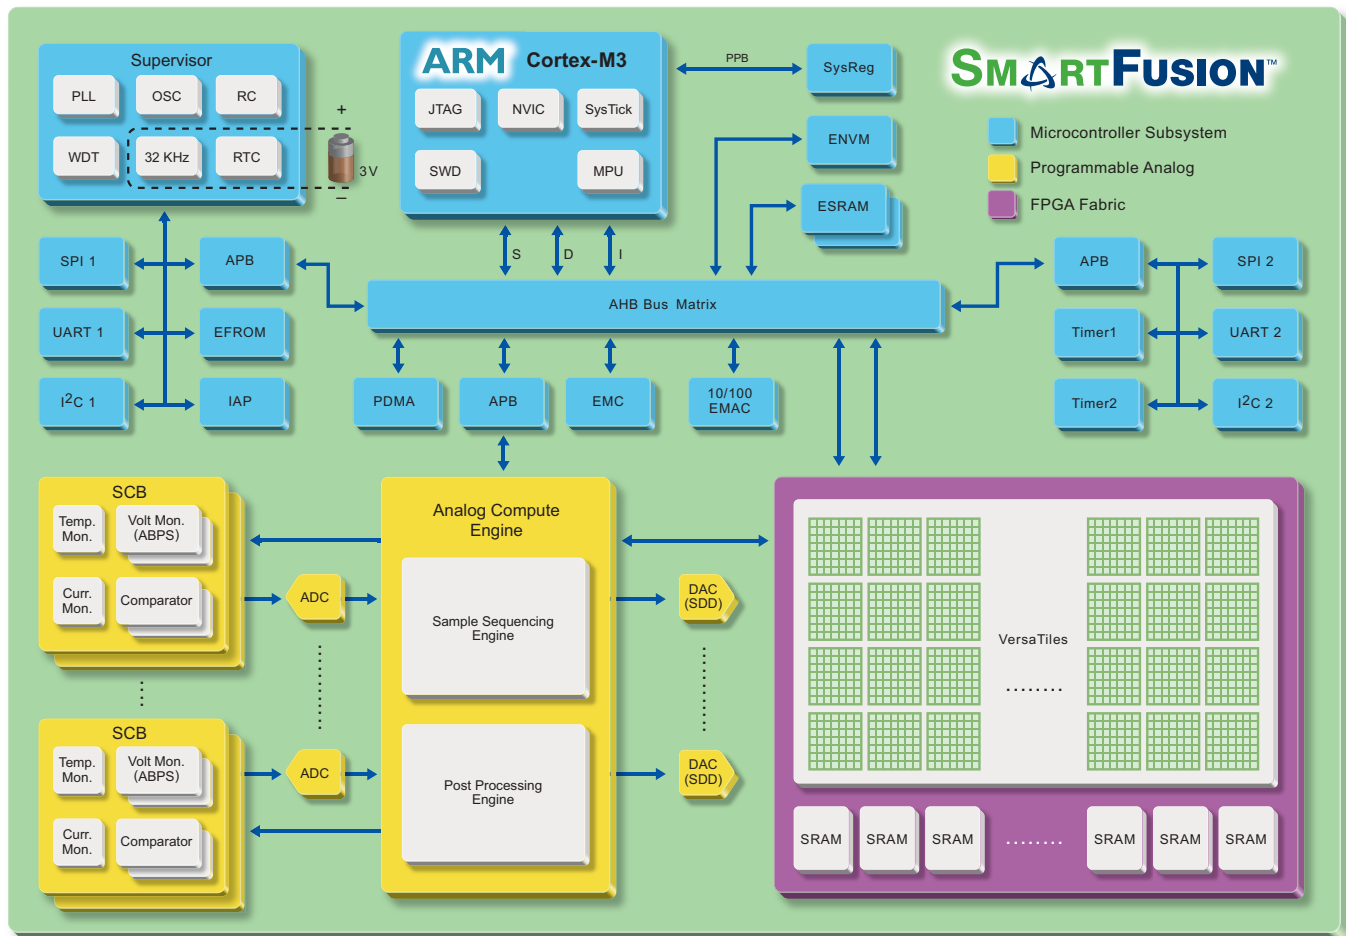 Supervisor
PLL
OSC
RC
WDT
32 KHz
RTC
+
3V
–
ARM Cortex-M3
JTAG
NVIC
SysTick
SWD
MPU
PPB
SysReg
ENVM
ESRAM
SMARTFUSION™
Microcontroller Subsystem
Programmable Analog
FPGA Fabric
S
D
I
SPI 1
APB
UART 1
EFROM
I²C 1
IAP
AHB Bus Matrix
PDMA
APB
EMC
10/100
EMAC
APB
SPI 2
Timer1
UART 2
Timer2
I²C 2
SCB
Temp.
Mon.
Volt Mon.
(ABPS)
Curr.
Mon.
Comparator
ADC
SCB
Temp.
Mon.
Volt Mon.
(ABPS)
Curr.
Mon.
Comparator
ADC
Analog Compute
Engine
Sample Sequencing
Engine
Post Processing
Engine
DAC
(SDD)
DAC
(SDD)
VersaTiles
........
SRAM
SRAM
SRAM
........
SRAM
SRAM
SRAM